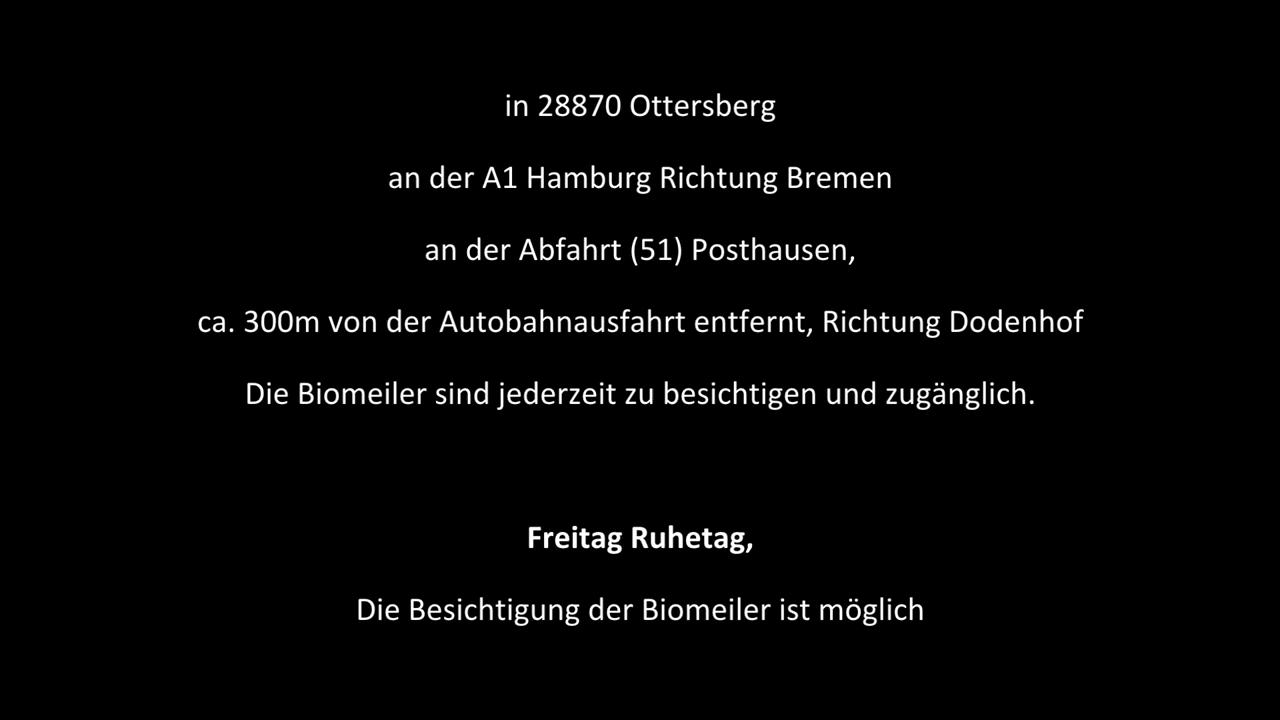 in 28870 Ottersberg
an der A1 Hamburg Richtung Bremen
an der Abfahrt (51) Posthausen,
ca. 300m von der Autobahnausfahrt entfernt, Richtung Dodenhof
Die Biomeiler sind jederzeit zu besichtigen und zugänglich.
Freitag Ruhetag,
Die Besichtigung der Biomeiler ist möglich